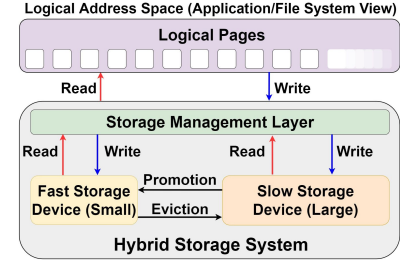 Logical Address Space (Application/File System View)
Logical Pages
Read
Write
Storage Management Layer
Read
Write
Read
Write
Fast Storage
Device (Small)
Promotion
Eviction
Slow Storage
Device (Large)
Hybrid Storage System